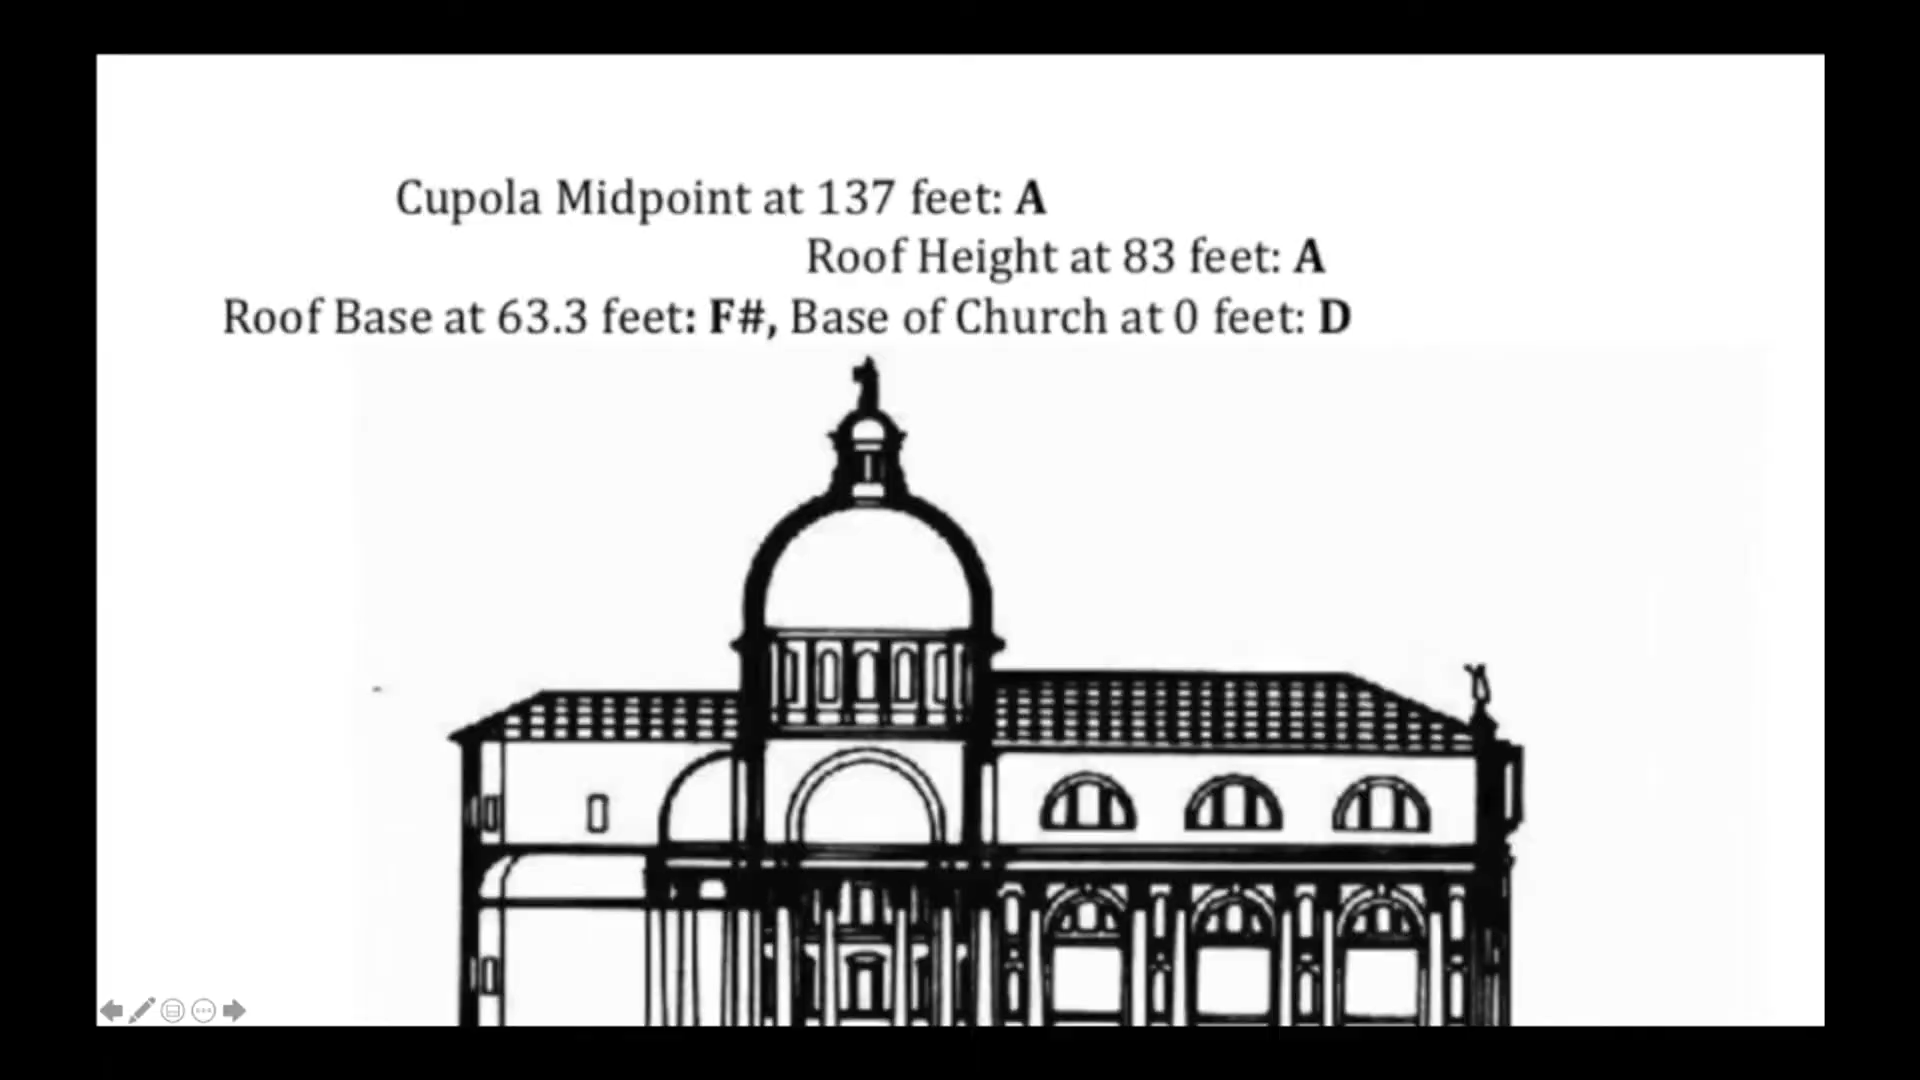 Cupola Midpoint at 137 feet: A
Roof Height at 83 feet: A
Roof Base at 63.3 feet: F#, Base of Church at 0 feet: D